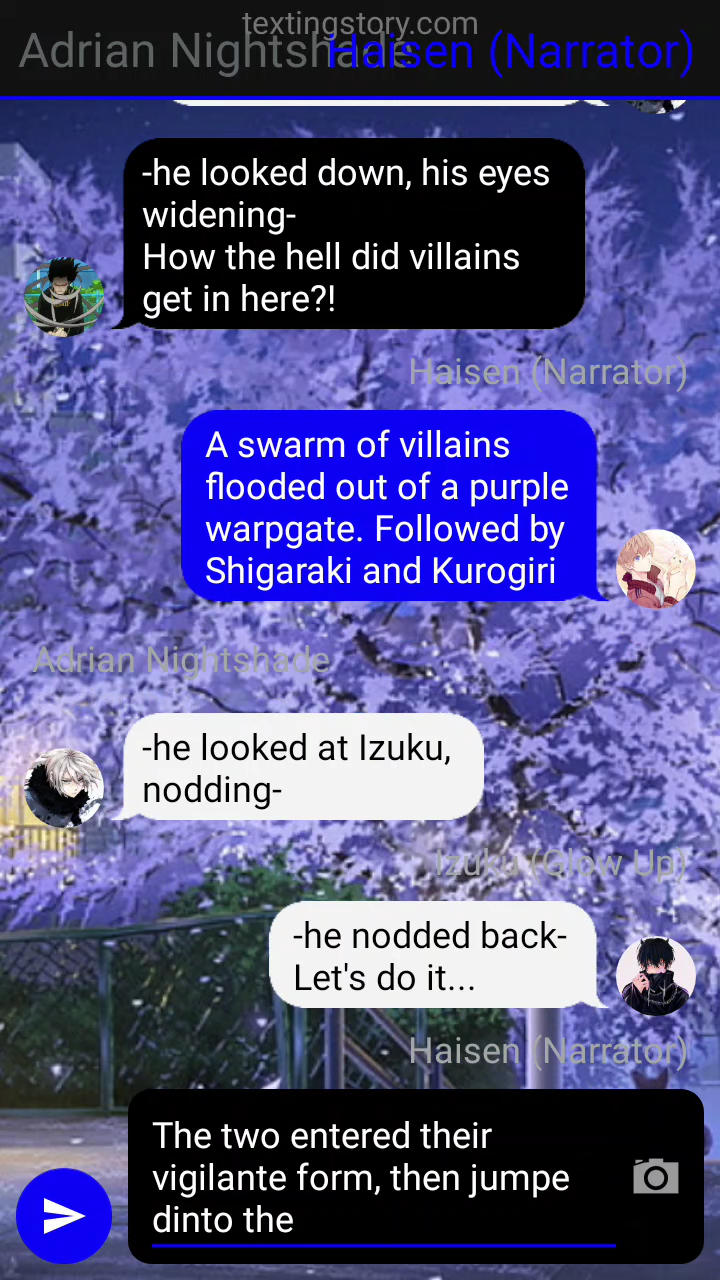 textingstory.com
Adrian Nightshade
Haisen (Narrator)
-he looked down, his eyes
widening-
How the hell did villains
get in here?!
Haisen (Narrator)
A swarm of villains
flooded out of a purple
warpgate. Followed by
Shigaraki and Kurogiri
Adrian Nightshade
-he looked at Izuku,
nodding-
Izuku (Glow Up)
-he nodded back-
Let's do it...
Haisen (Narrator)
The two entered their
vigilante form, then jumpe
dinto the